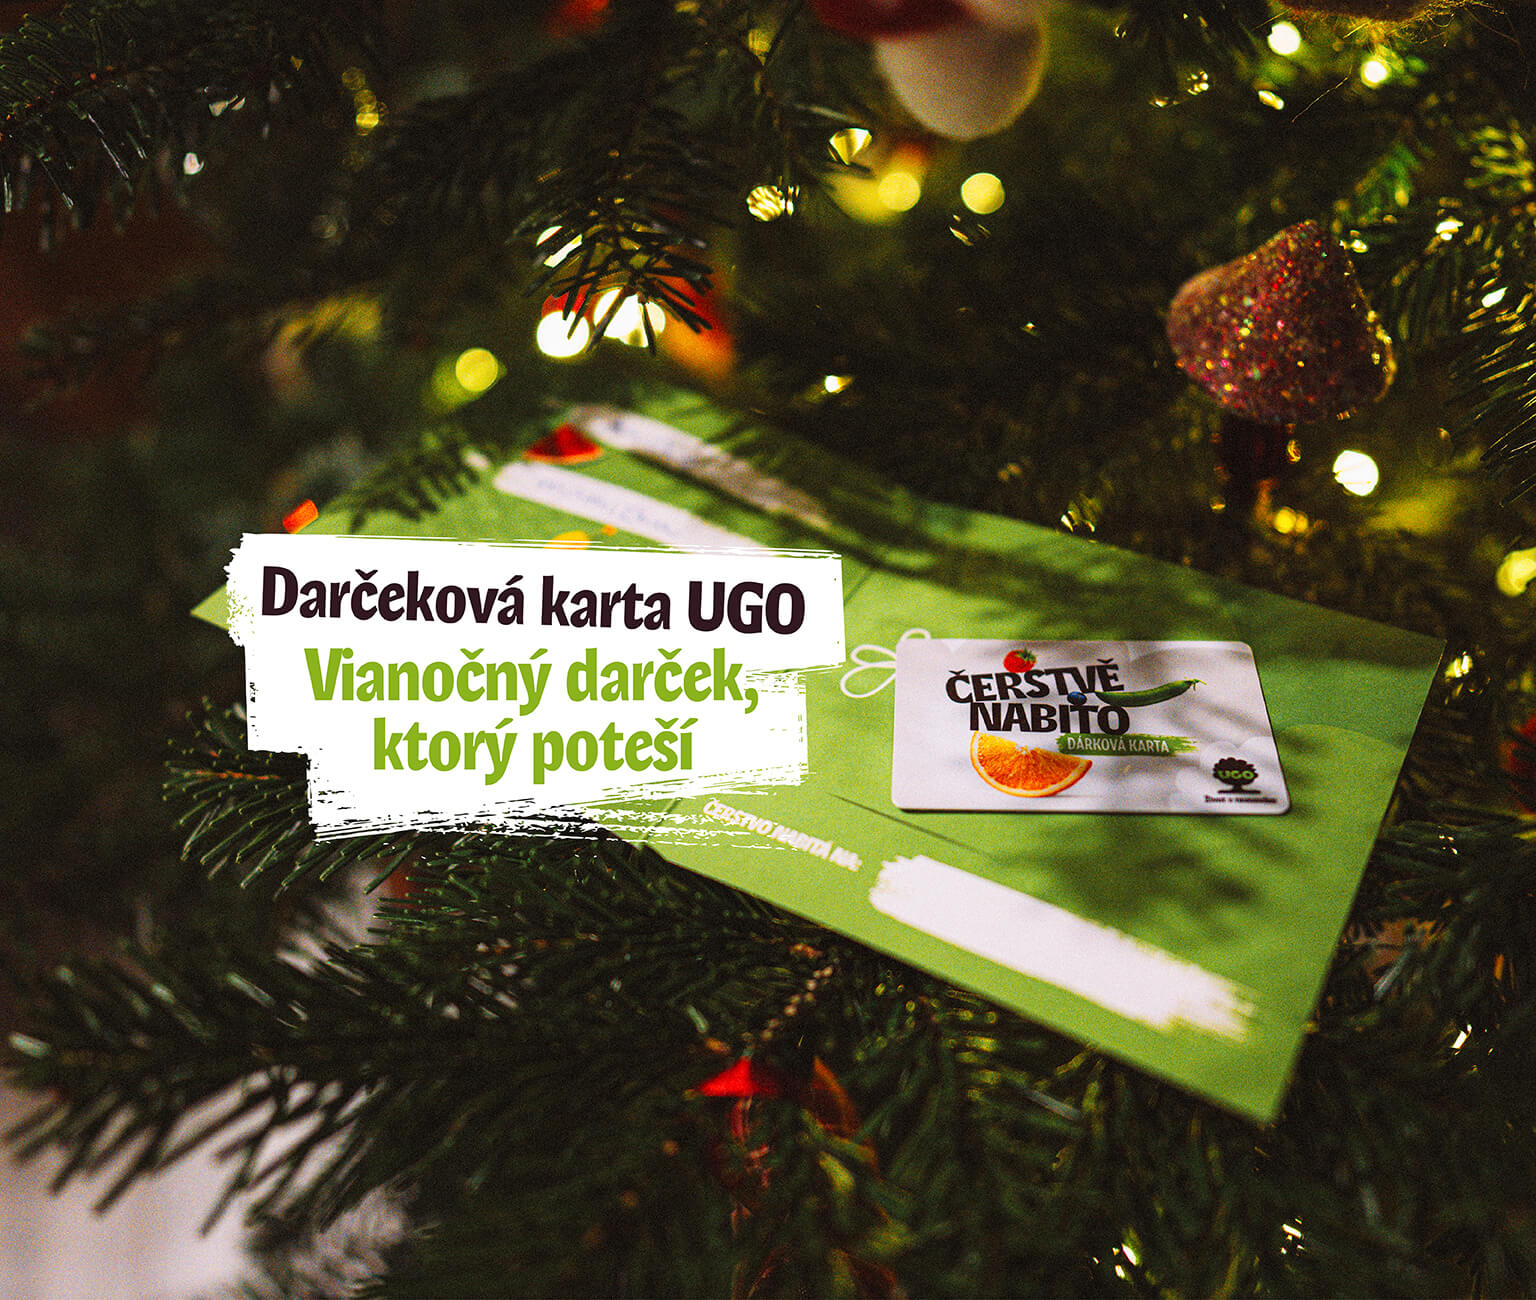 Darčeková karta UGO
Vianočný darček,
ktorý poteší
ČERSTVĚ
NABITO
DÁRKOVÁ KARTA
UGO
ČERSTVO NABITÁ NA: